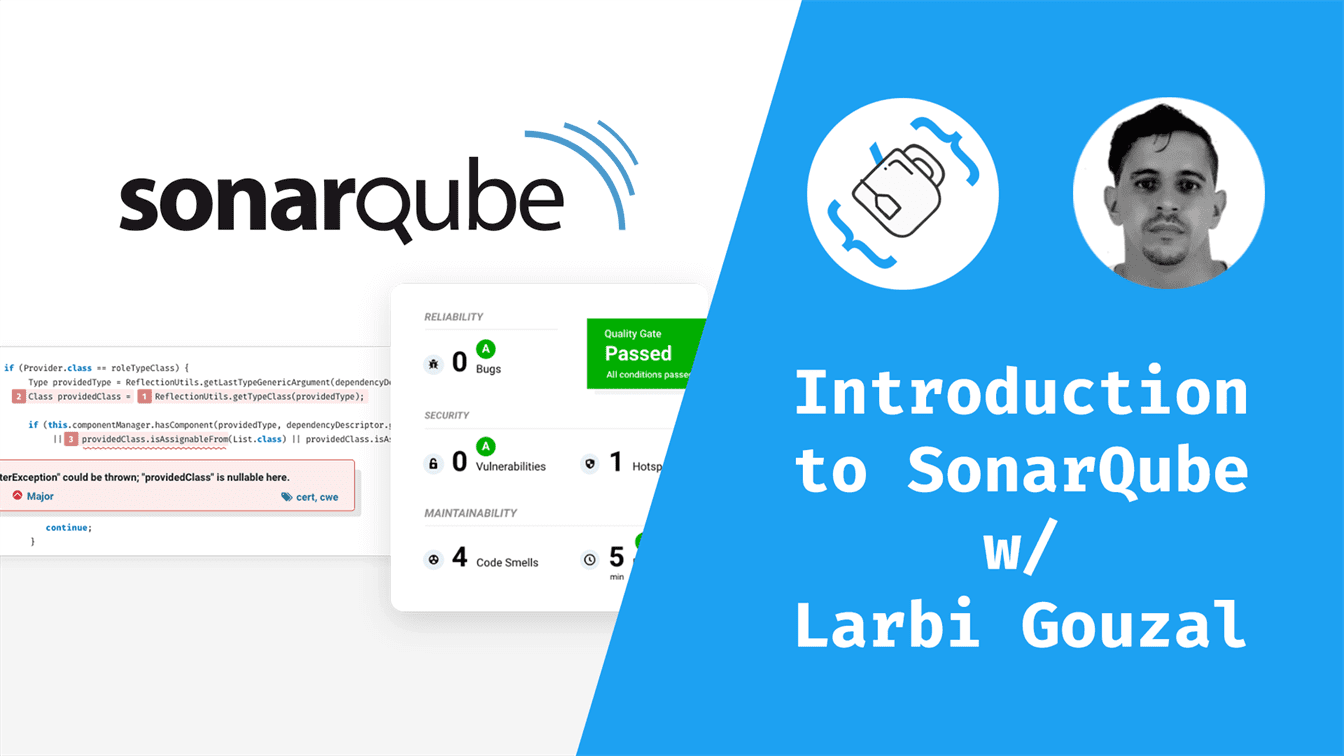 sonarqube
if (Provider.class == roleTypeClass) {
Type providedType = ReflectionUtils.getLastTypeGenericArgument(dependencyDe
2 Class providedClass = 1 ReflectionUtils.getTypeClass(providedType);
if (this.componentManager.hasComponent(providedType, dependencyDescriptor.g
|| 3 providedClass.isAssignableFrom(List.class) || providedClass.isAs
terException" could be thrown; "providedClass" is nullable here.
Major cert, cwe
continue;
}
RELIABILITY
0 A Bugs
Quality Gate
Passed
All conditions passe
SECURITY
0 A Vulnerabilities 1 Hotsp
MAINTAINABILITY
4 Code Smells 5
min
Introduction
to SonarQube
w/
Larbi Gouzal